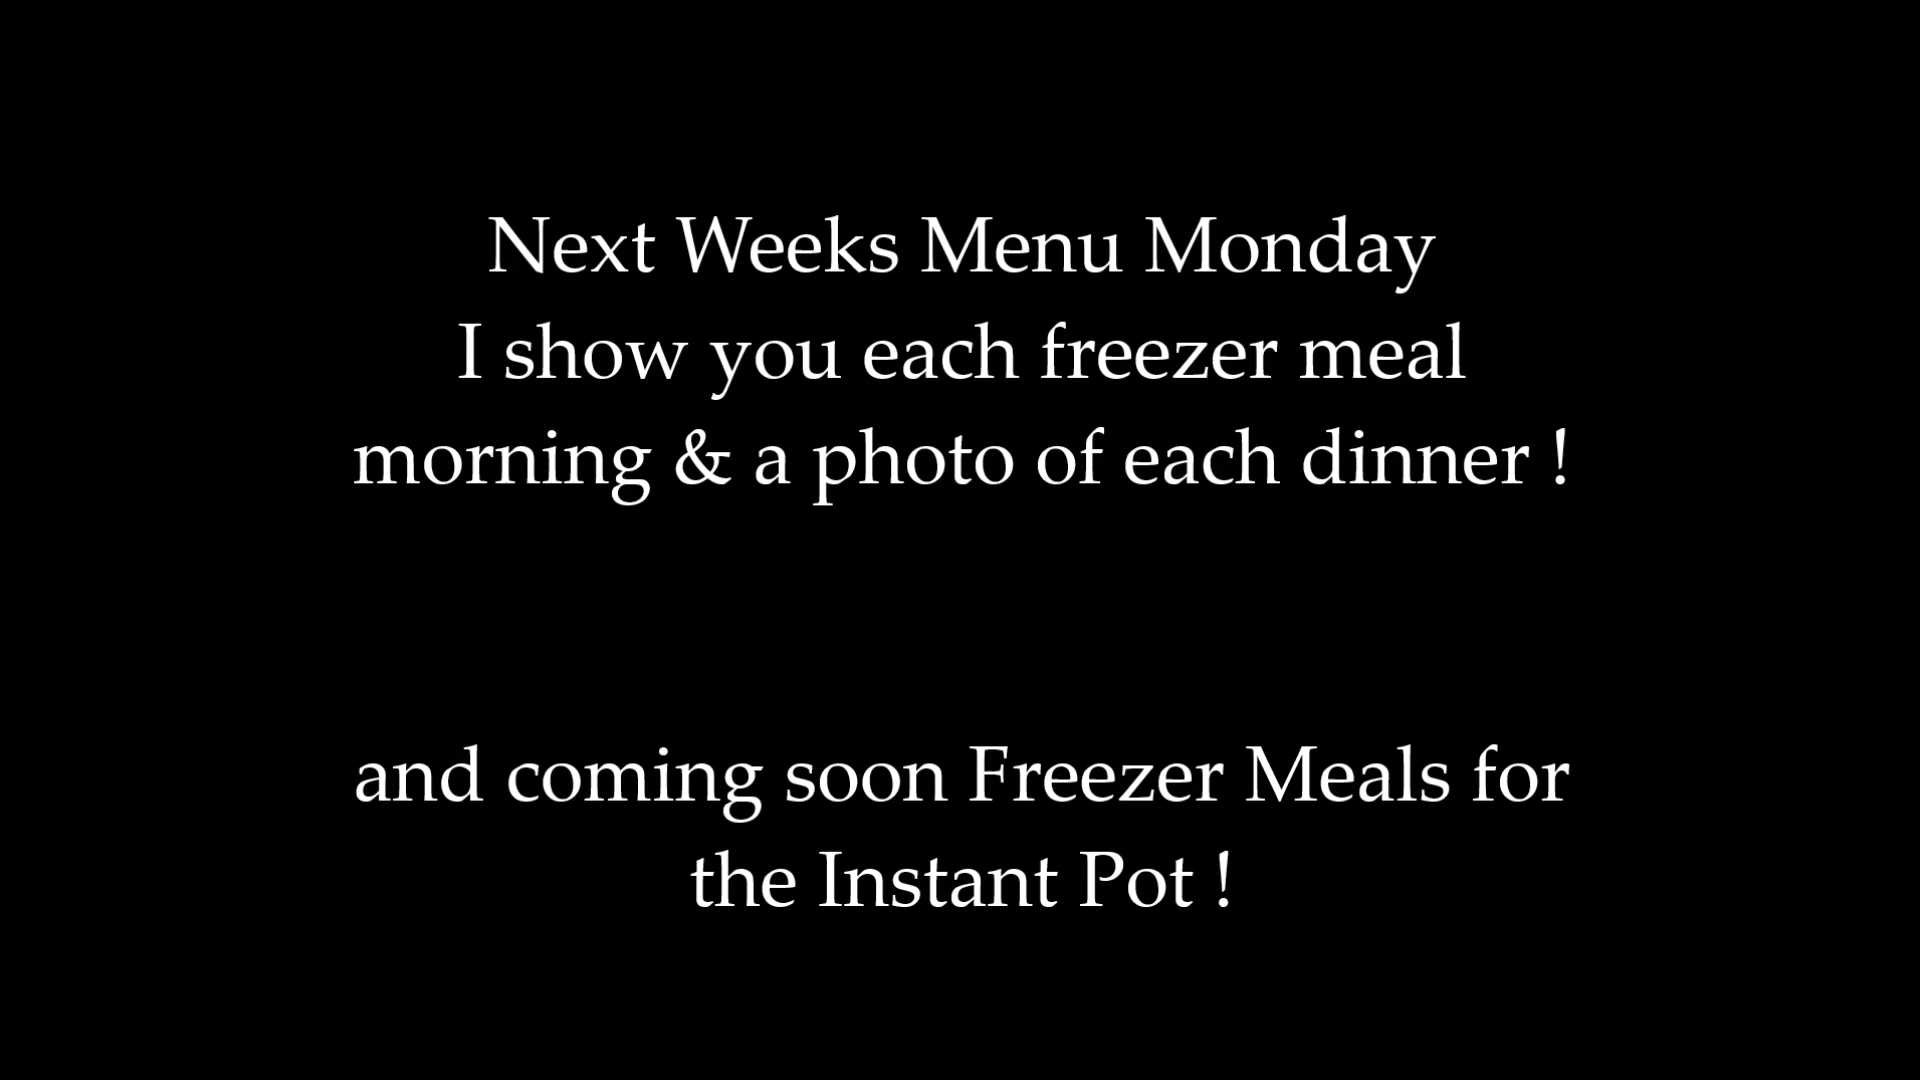 Next Weeks Menu Monday
I show you each freezer meal
morning & a photo of each dinner !
and coming soon Freezer Meals for
the Instant Pot !